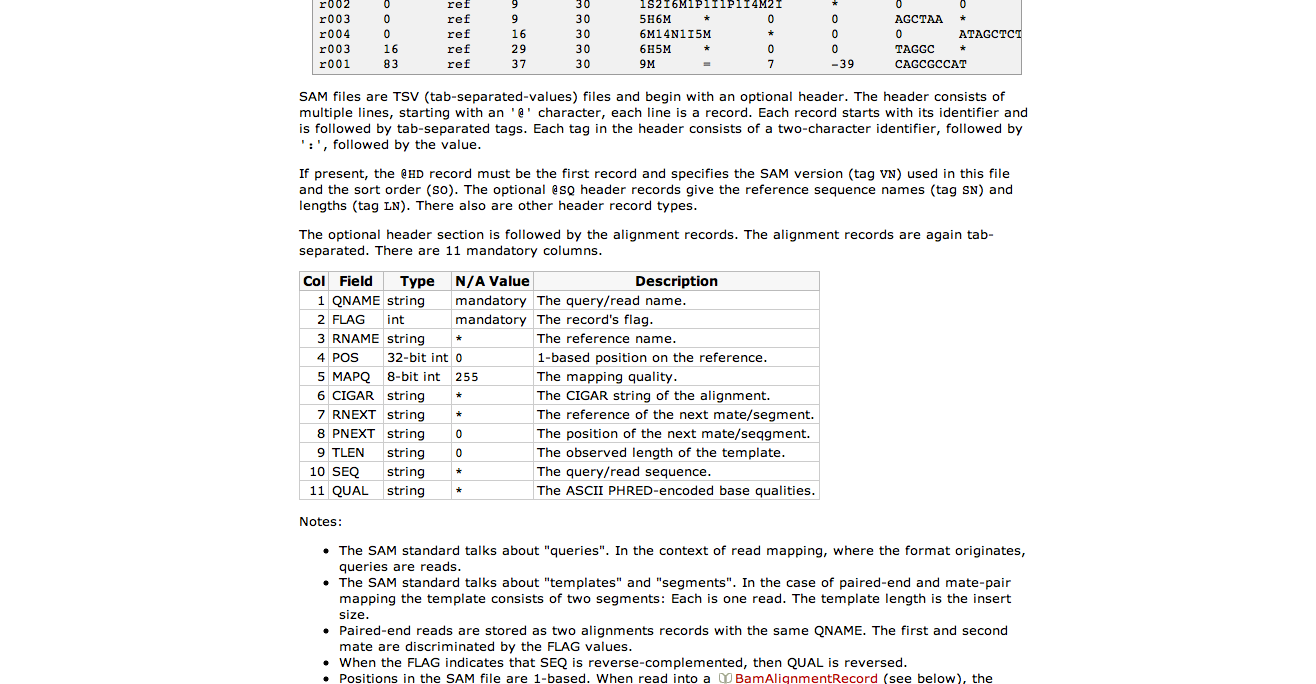 r002 0 ref 9 30 1S2I6M1P1I1P1I4M2I * 0 0
r003 0 ref 9 30 5H6M * 0 0 AGCTAA *
r004 0 ref 16 30 6M14N1I5M * 0 0 ATAGCTCT
r003 16 ref 29 30 6H5M * 0 0 TAGGC *
r001 83 ref 37 30 9M = 7 -39 CAGCGCCAT
SAM files are TSV (tab-separated-values) files and begin with an optional header. The header consists of
multiple lines, starting with an '@' character, each line is a record. Each record starts with its identifier and
is followed by tab-separated tags. Each tag in the header consists of a two-character identifier, followed by
':', followed by the value.
If present, the @HD record must be the first record and specifies the SAM version (tag VN) used in this file
and the sort order (SO). The optional @SQ header records give the reference sequence names (tag SN) and
lengths (tag LN). There also are other header record types.
The optional header section is followed by the alignment records. The alignment records are again tab-
separated. There are 11 mandatory columns.
Col Field Type N/A Value Description
1 QNAME string mandatory The query/read name.
2 FLAG int mandatory The record's flag.
3 RNAME string * The reference name.
4 POS 32-bit int 0 1-based position on the reference.
5 MAPQ 8-bit int 255 The mapping quality.
6 CIGAR string * The CIGAR string of the alignment.
7 RNEXT string * The reference of the next mate/segment.
8 PNEXT string 0 The position of the next mate/seqgment.
9 TLEN string 0 The observed length of the template.
10 SEQ string * The query/read sequence.
11 QUAL string * The ASCII PHRED-encoded base qualities.
Notes:
• The SAM standard talks about "queries". In the context of read mapping, where the format originates,
queries are reads.
• The SAM standard talks about "templates" and "segments". In the case of paired-end and mate-pair
mapping the template consists of two segments: Each is one read. The template length is the insert
size.
• Paired-end reads are stored as two alignments records with the same QNAME. The first and second
mate are discriminated by the FLAG values.
• When the FLAG indicates that SEQ is reverse-complemented, then QUAL is reversed.
• Positions in the SAM file are 1-based. When read into a BamAlignmentRecord (see below), the